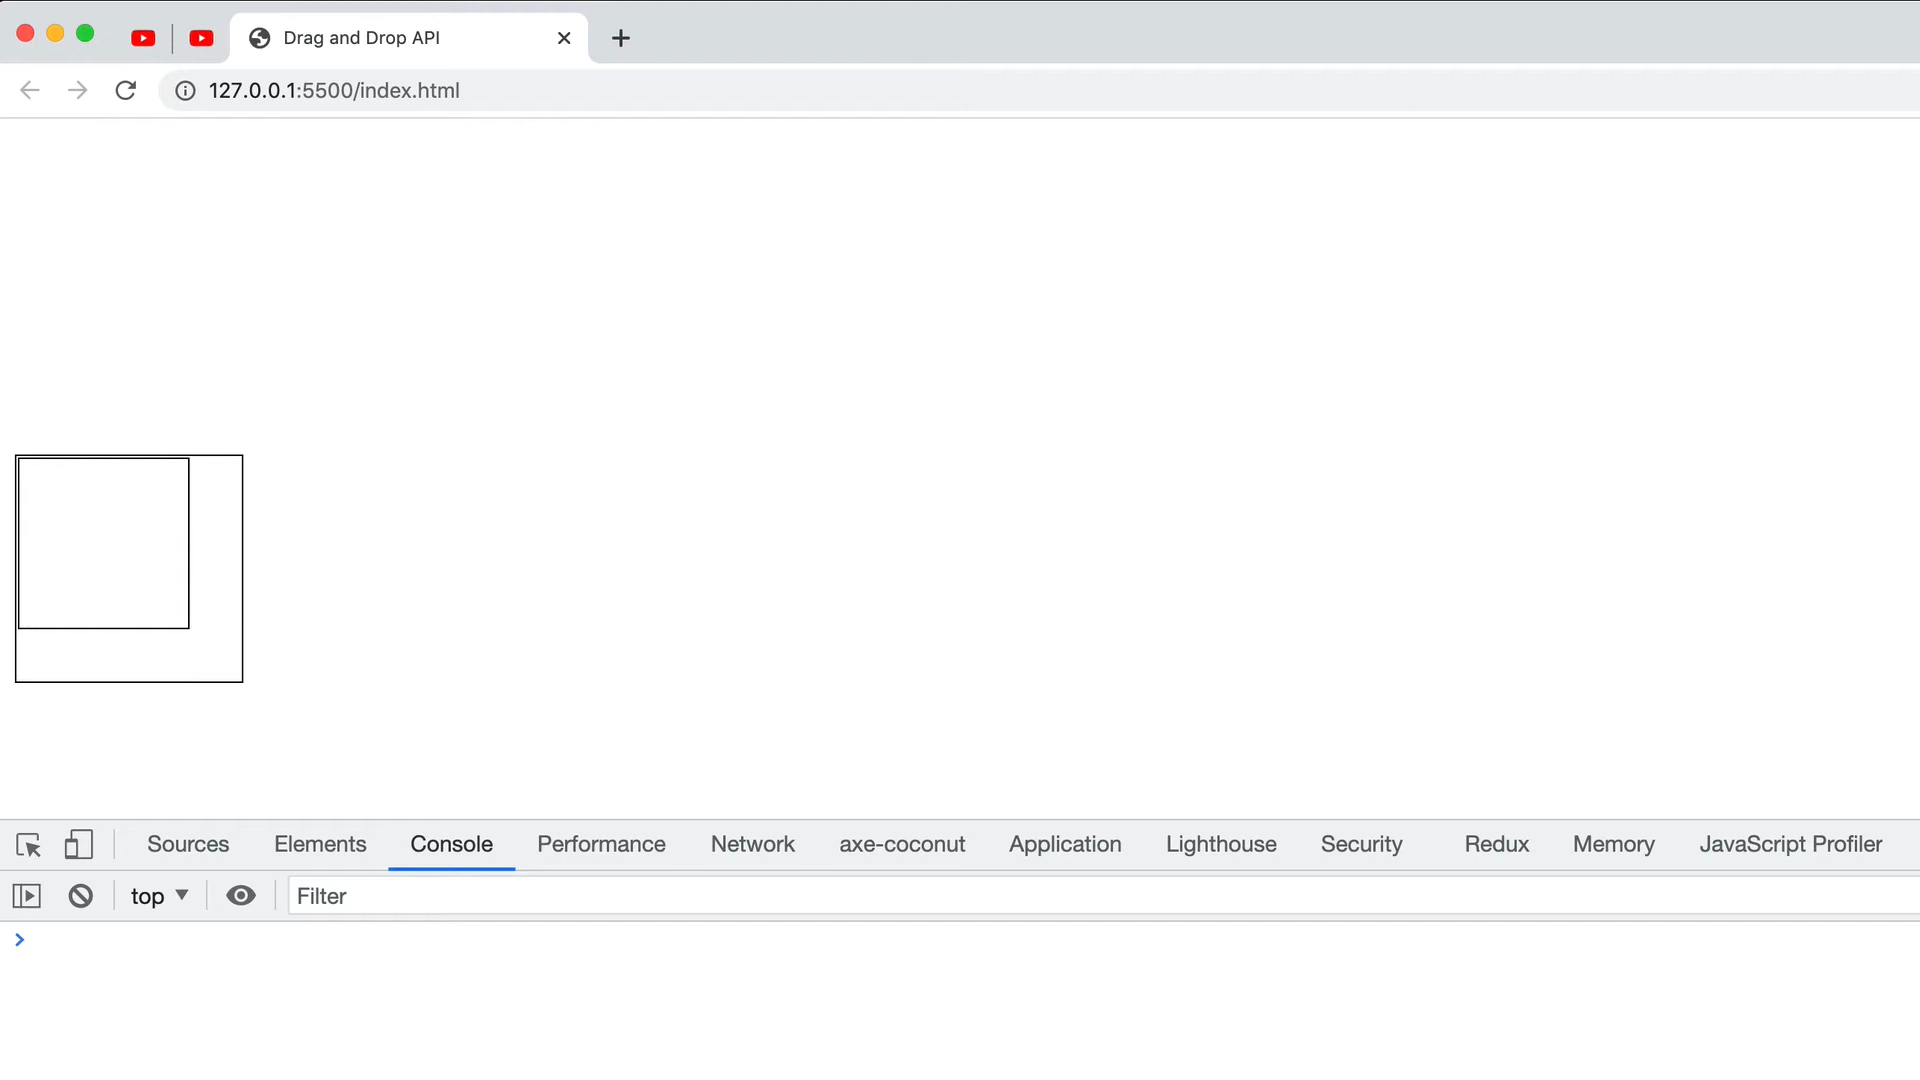 Drag and Drop API
127.0.0.1:5500/index.html
Sources Elements Console Performance Network axe-coconut Application Lighthouse Security Redux Memory JavaScript Profiler
top Filter